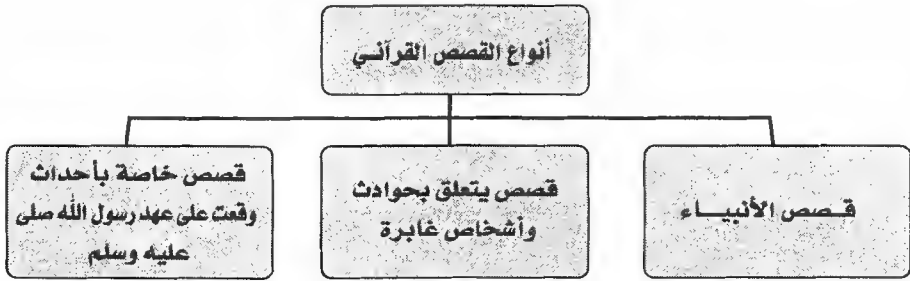 أنواع القصص القرآني
قصص الأنبياء
قصص يتعلق بحوادث
وأشخاص غابرة
قصص خاصة بأحداث
وقعت على عهد رسول الله صلى
عليه وسلم